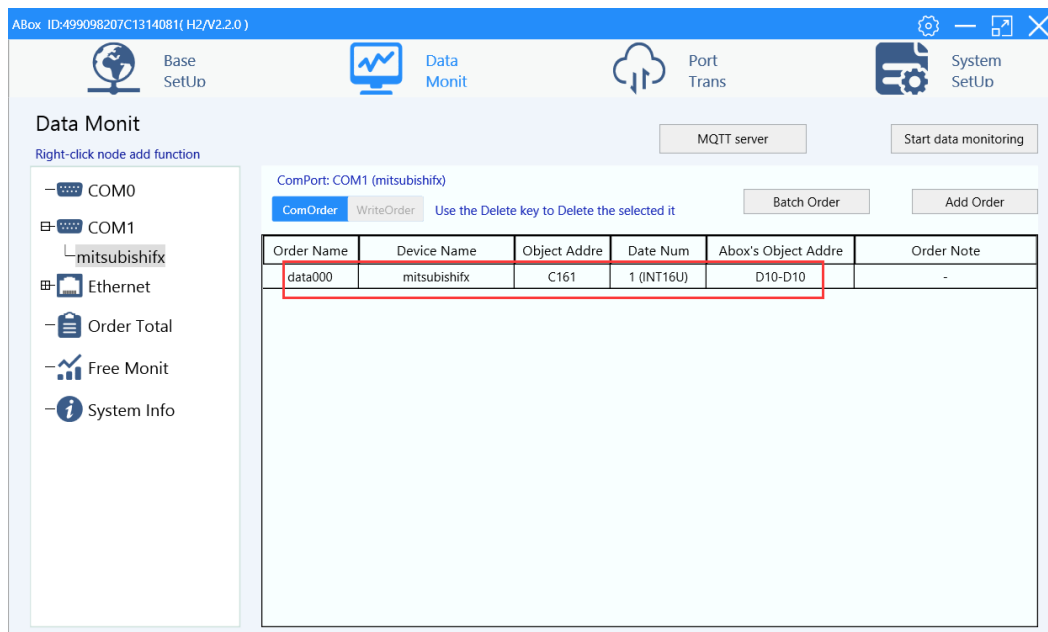 ABox ID:499098207C1314081( H2/V2.2.0 )
Base
SetUp
Data
Monit
Port
Trans
System
SetUp
Data Monit
MQTT server
Start data monitoring
Right-click node add function
COM0
COM1
mitsubishifx
Ethernet
Order Total
Free Monit
System Info
ComPort: COM1 (mitsubishifx)
ComOrder WriteOrder Use the Delete key to Delete the selected it
Batch Order
Add Order
Order Name Device Name Object Addre Date Num Abox's Object Addre Order Note
data000 mitsubishifx C161 1 (INT16U) D10-D10 -